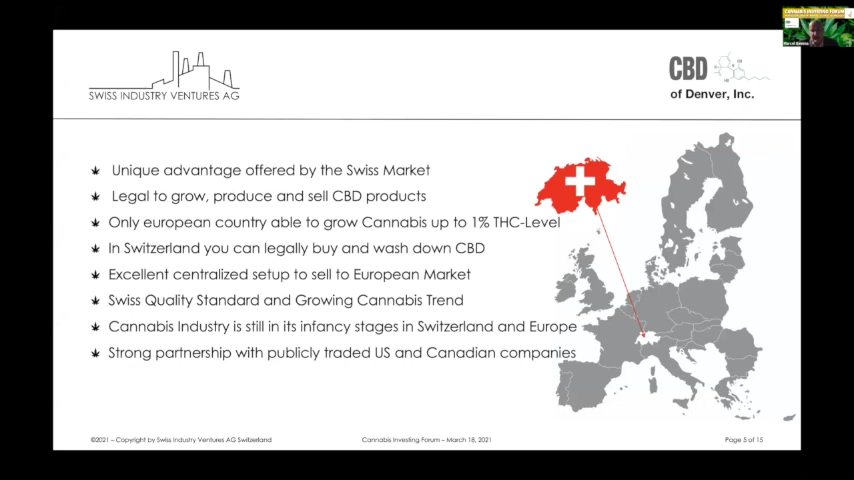 CANNABIS INVESTING FORUM
SWISS INDUSTRY VENTURES AG
CBD
of Denver, Inc.
Unique advantage offered by the Swiss Market
Legal to grow, produce and sell CBD products
Only european country able to grow Cannabis up to 1% THC-Level
In Switzerland you can legally buy and wash down CBD
Excellent centralized setup to sell to European Market
Swiss Quality Standard and Growing Cannabis Trend
Cannabis Industry is still in its infancy stages in Switzerland and Europe
Strong partnership with publicly traded US and Canadian companies
©2021 – Copyright by Swiss Industry Ventures AG Switzerland
Cannabis Investing Forum – March 18, 2021
Page 5 of 15